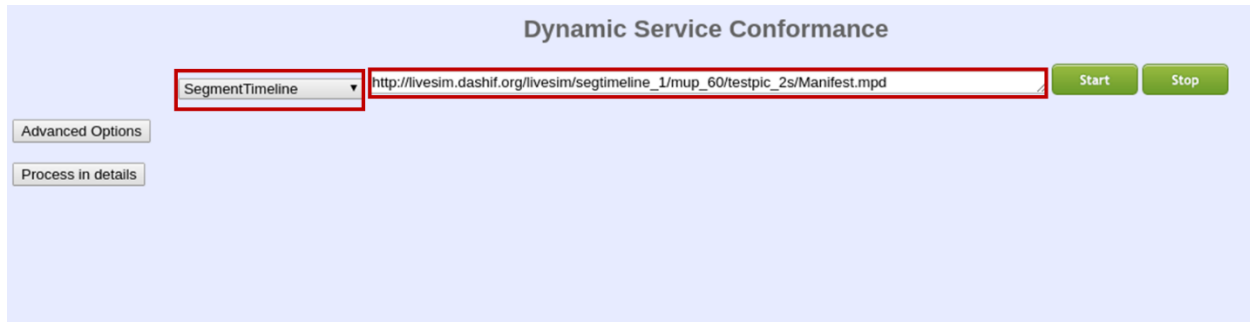 Dynamic Service Conformance
SegmentTimeline http://livesim.dashif.org/livesim/segtimeline_1/mup_60/testpic_2s/Manifest.mpd Start Stop
Advanced Options
Process in details